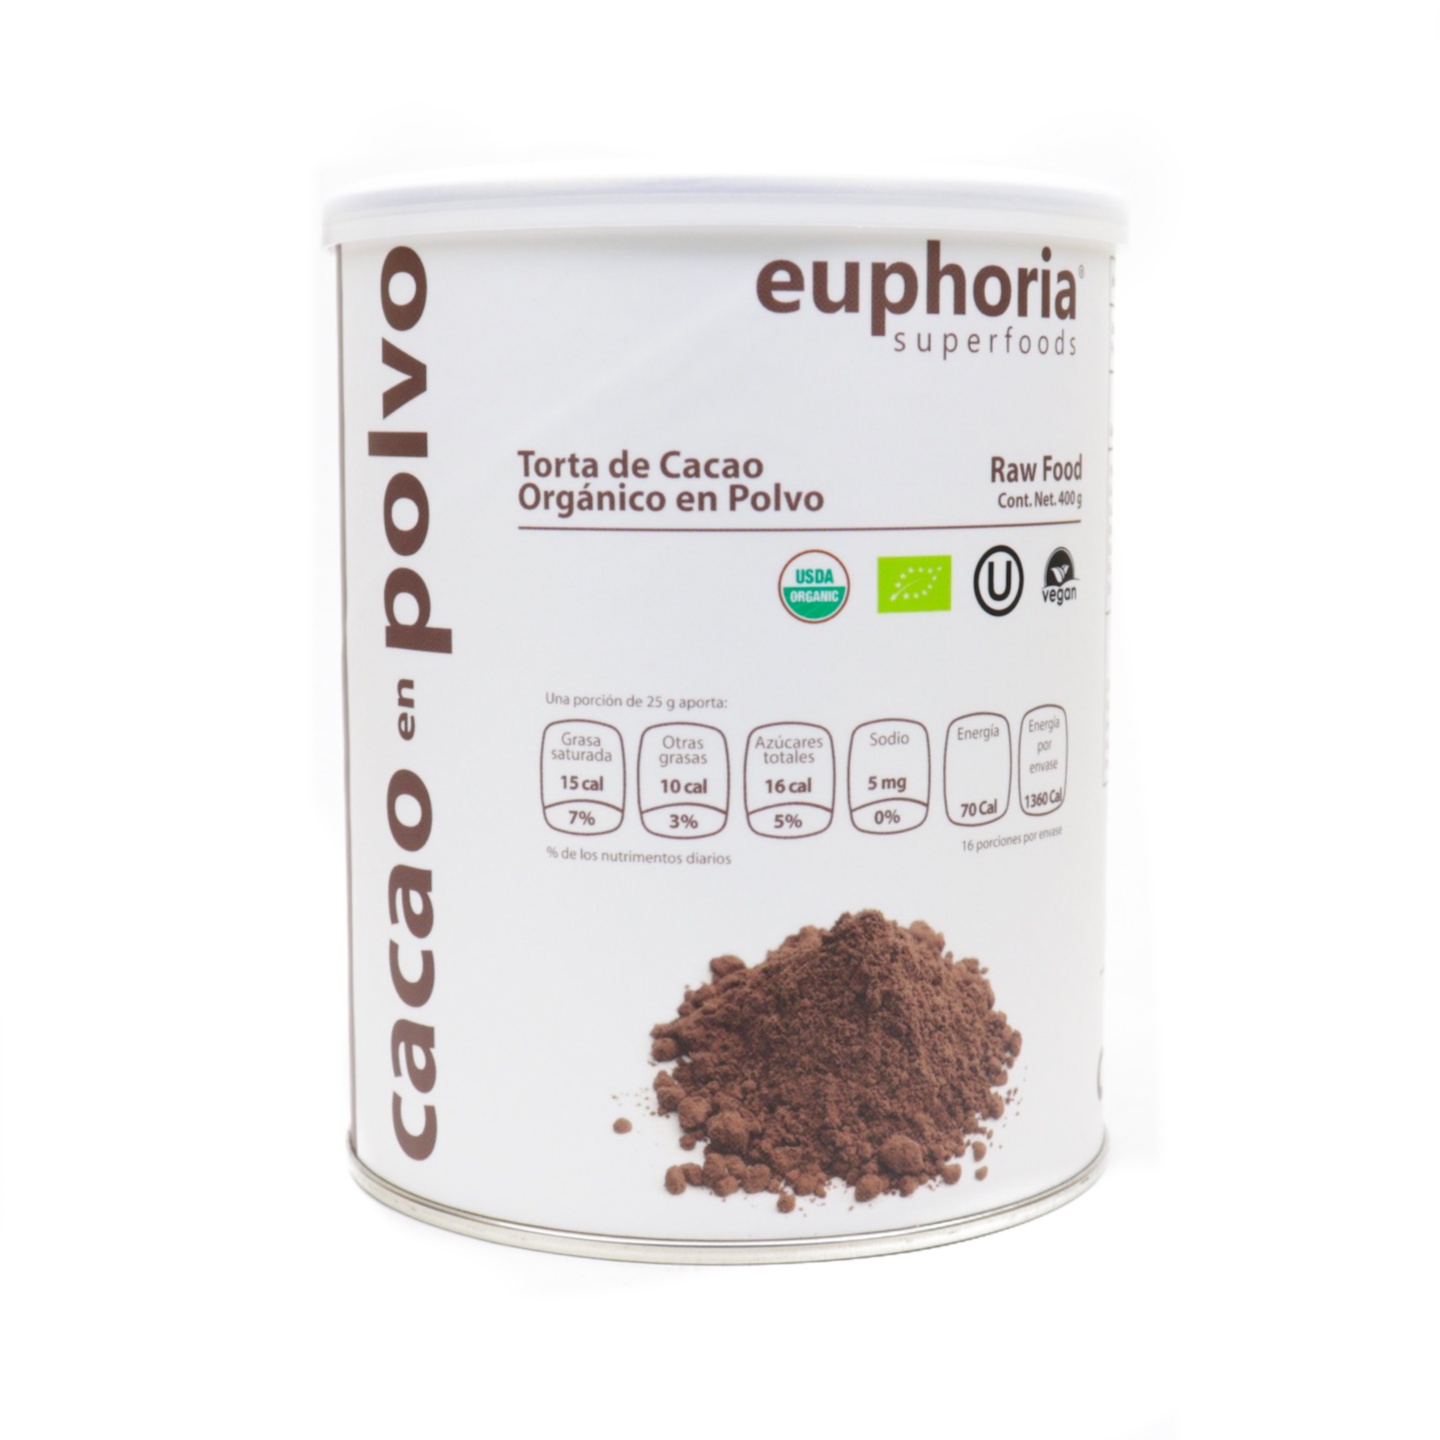 cacao en polvo
euphoria®
superfoods
Torta de Cacao
Orgánico en Polvo
Raw Food
Cont. Net. 400 g
USDA
ORGANIC
U
vegan
Una porción de 25 g aporta:
Grasa
saturada
15 cal
7%
Otras
grasas
10 cal
3%
Azúcares
totales
16 cal
5%
Sodio
5 mg
0%
Energía
70 Cal
Energía
por
envase
1360 Cal
% de los nutrimentos diarios
16 porciones por envase